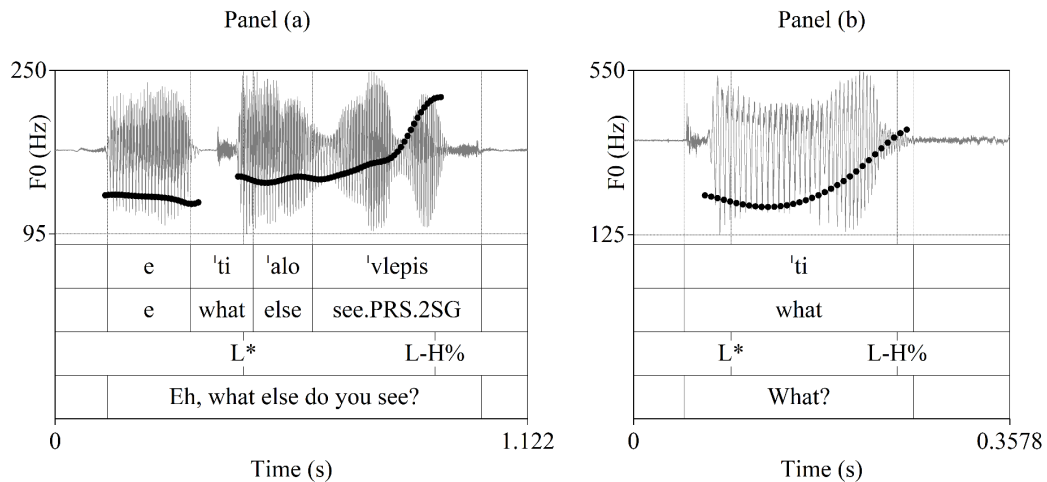 Panel (a)
250
F0 (Hz)
95
e ˈti ˈalo ˈvlepis
e what else see.PRS.2SG
L* L-H%
Eh, what else do you see?
0 1.122
Time (s)
Panel (b)
550
F0 (Hz)
125
ˈti
what
L* L-H%
What?
0 0.3578
Time (s)